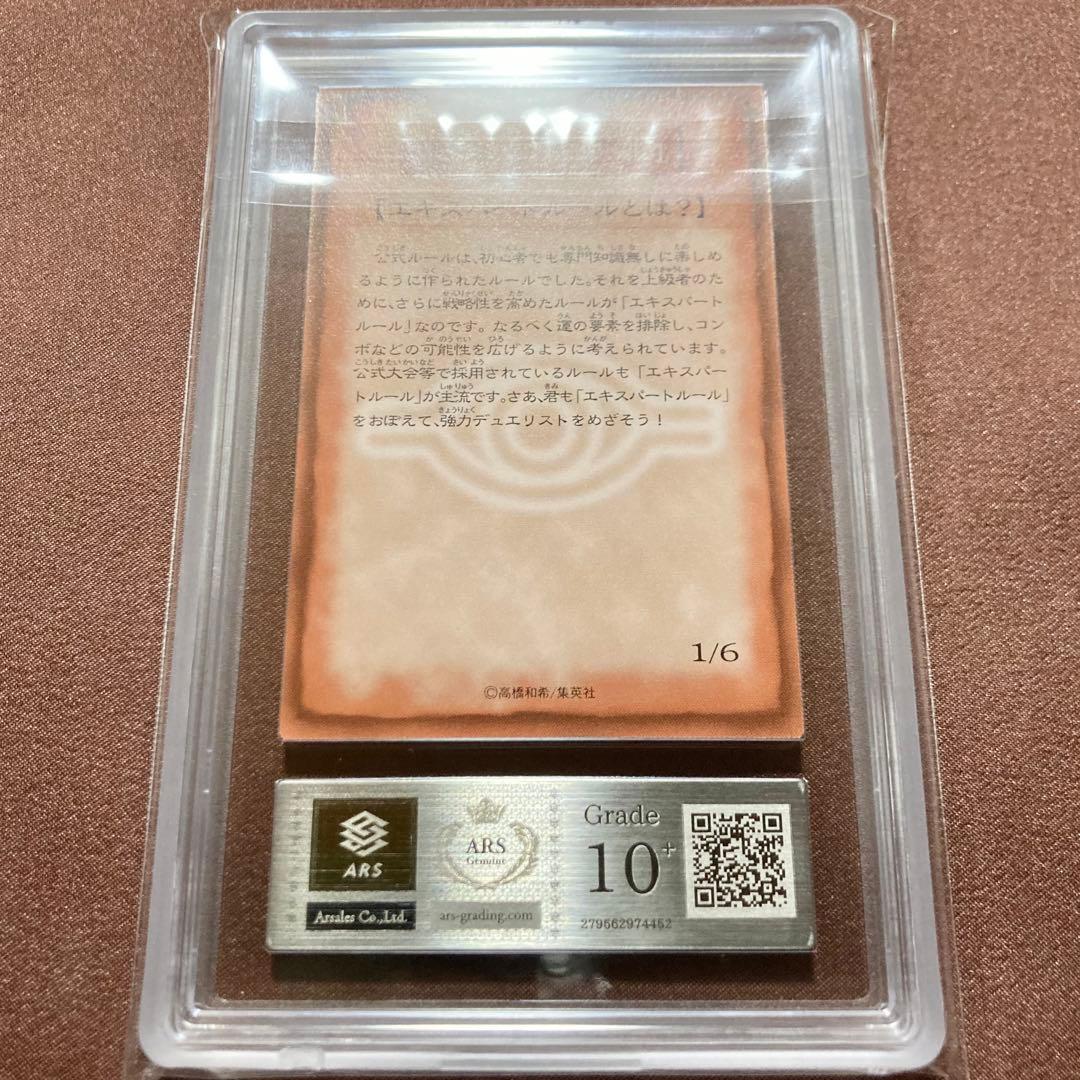 【エキスパートルールとは？】
公式ルールは、初心者でも専門知識無しに楽しめ
るように作られたルールでした。それを上級者のた
めに、さらに戦略性を高めたルールが「エキスパート
ルール」なのです。なるべく運の要素を排除し、コン
ボなどの可能性を広げるように考えられています。
公式大会等で採用されているルールも「エキスパー
トルール」が主流です。さあ、君も「エキスパートルール」
をおぼえて、強力デュエリストをめざそう！
1/6
©高橋和希/集英社
ARS
Arsales Co.,Ltd.
ARS
Genuine
ars-grading.com
Grade
10+
279562974452